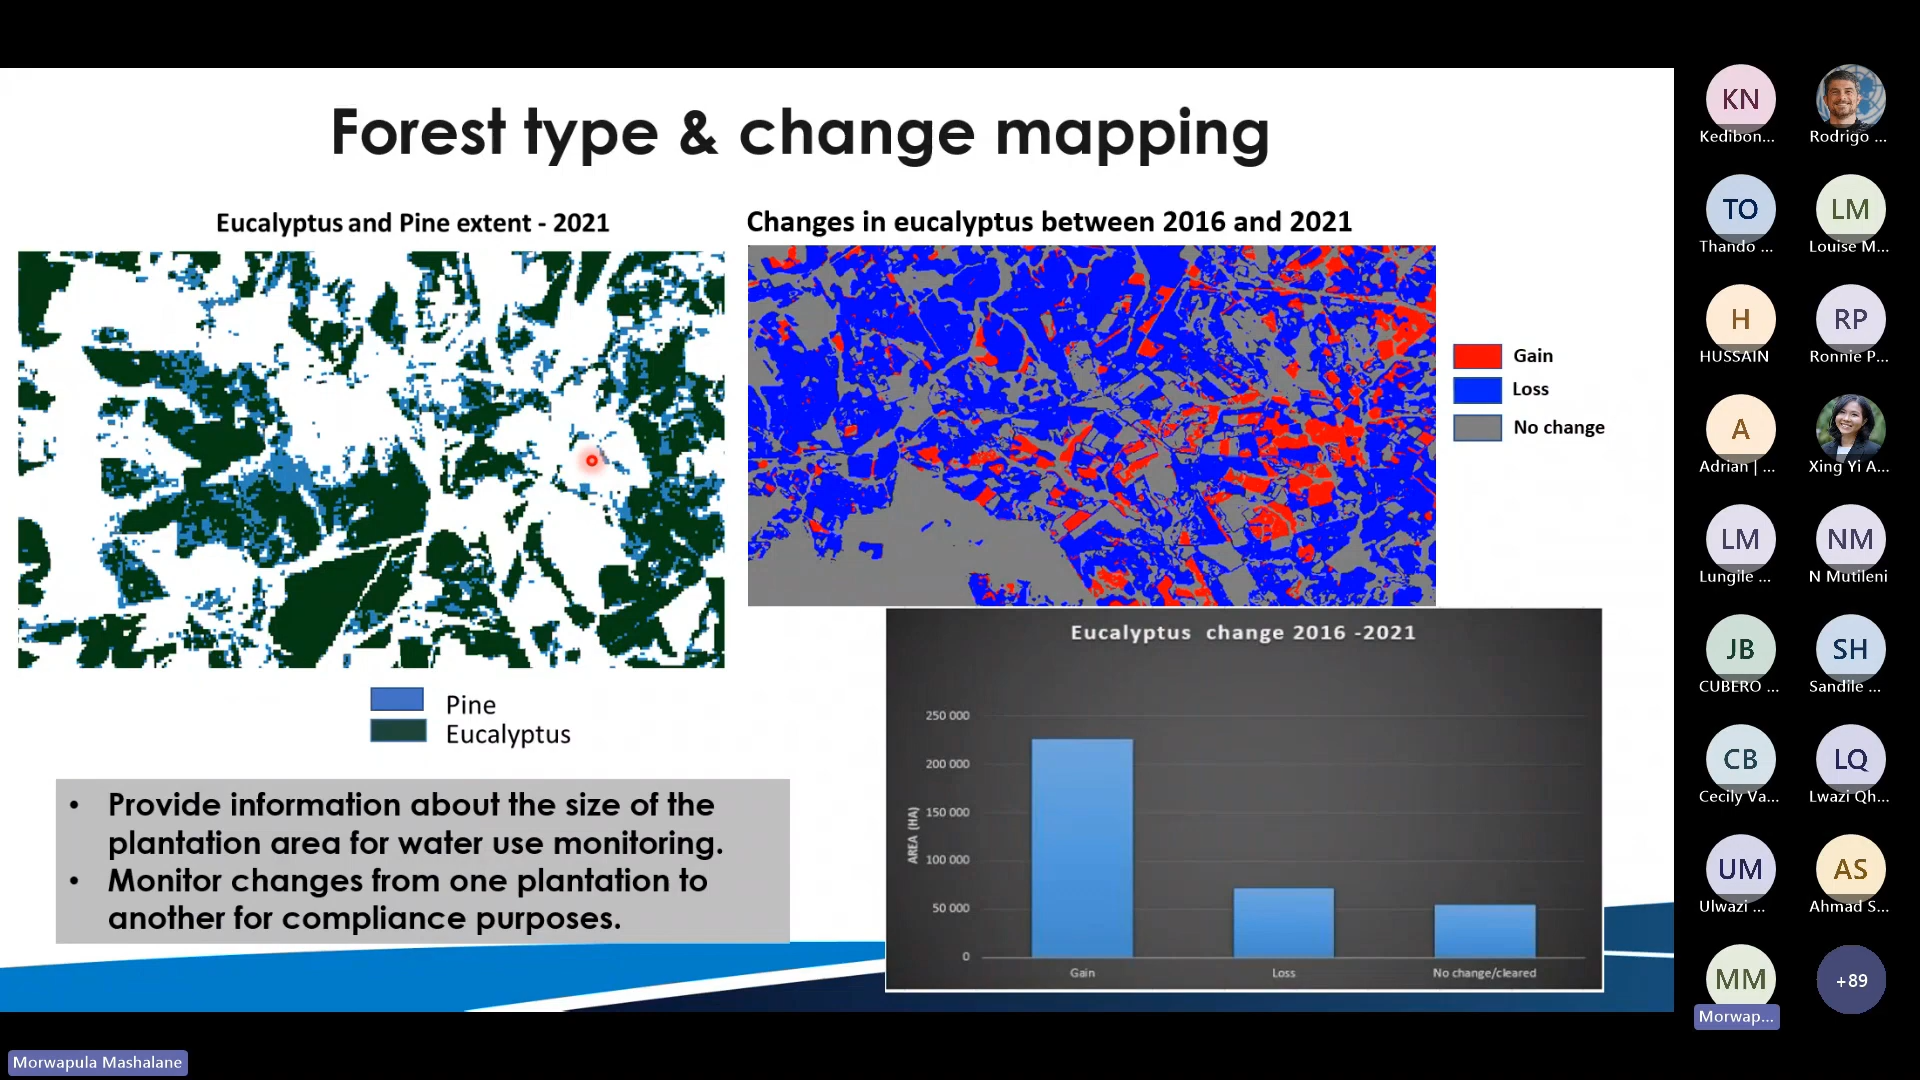 Forest type & change mapping
Eucalyptus and Pine extent - 2021
Changes in eucalyptus between 2016 and 2021
Gain
Loss
No change
Pine
Eucalyptus
• Provide information about the size of the
plantation area for water use monitoring.
• Monitor changes from one plantation to
another for compliance purposes.
Eucalyptus change 2016 -2021
AREA (HA)
250 000
200 000
150 000
100 000
50 000
0
Gain
Loss
No change/cleared
KN
Kedibon...
Rodrigo ...
TO
Thando ...
LM
Louise M...
H
HUSSAIN
RP
Ronnie P...
A
Adrian | ...
Xing Yi A...
LM
Lungile ...
NM
N Mutileni
JB
CUBERO ...
SH
Sandile ...
CB
Cecily Va...
LQ
Lwazi Qh...
UM
Ulwazi ...
AS
Ahmad S...
MM
Morwap...
+89
Morwapula Mashalane